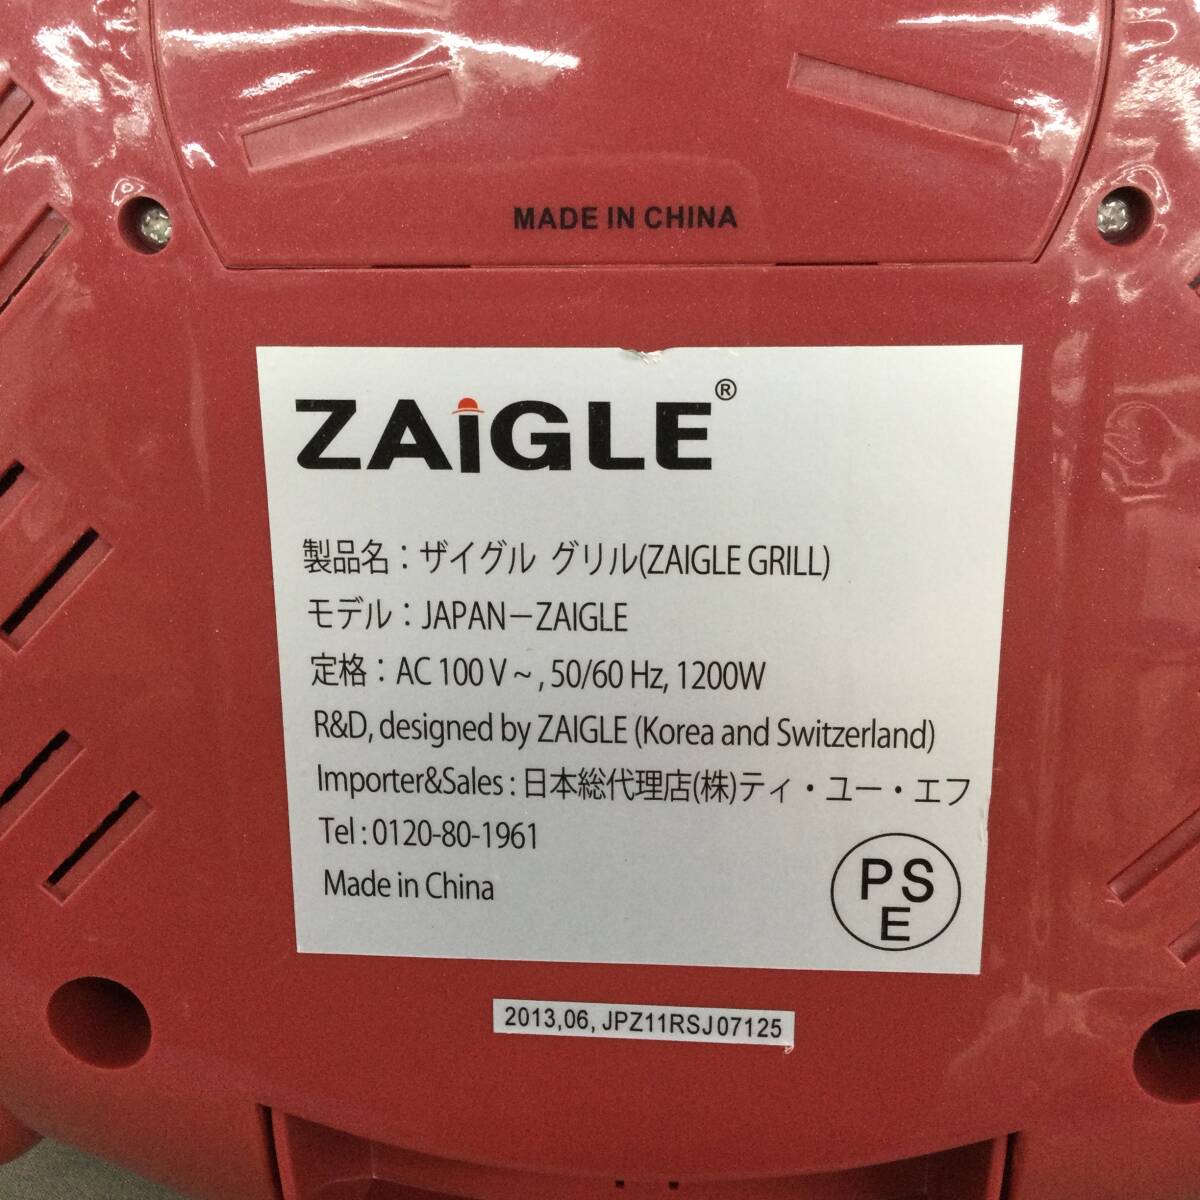 MADE IN CHINA
ZAiGLE®
製品名：ザイグル グリル(ZAIGLE GRILL)
モデル：JAPAN－ZAIGLE
定格：AC 100 V ~ , 50/60 Hz, 1200W
R&D, designed by ZAIGLE (Korea and Switzerland)
Importer&Sales : 日本総代理店(株)ティ・ユー・エフ
Tel : 0120-80-1961
Made in China
PS
E
2013,06, JPZ11RSJ07125